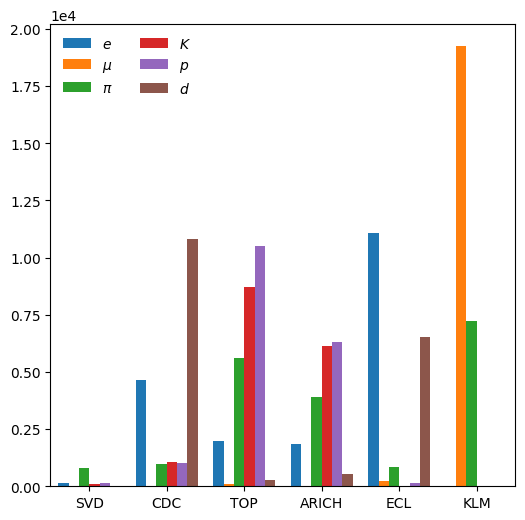 1e4
2.00
1.75
1.50
1.25
1.00
0.75
0.50
0.25
0.00
e
μ
π
K
p
d
SVD CDC TOP ARICH ECL KLM